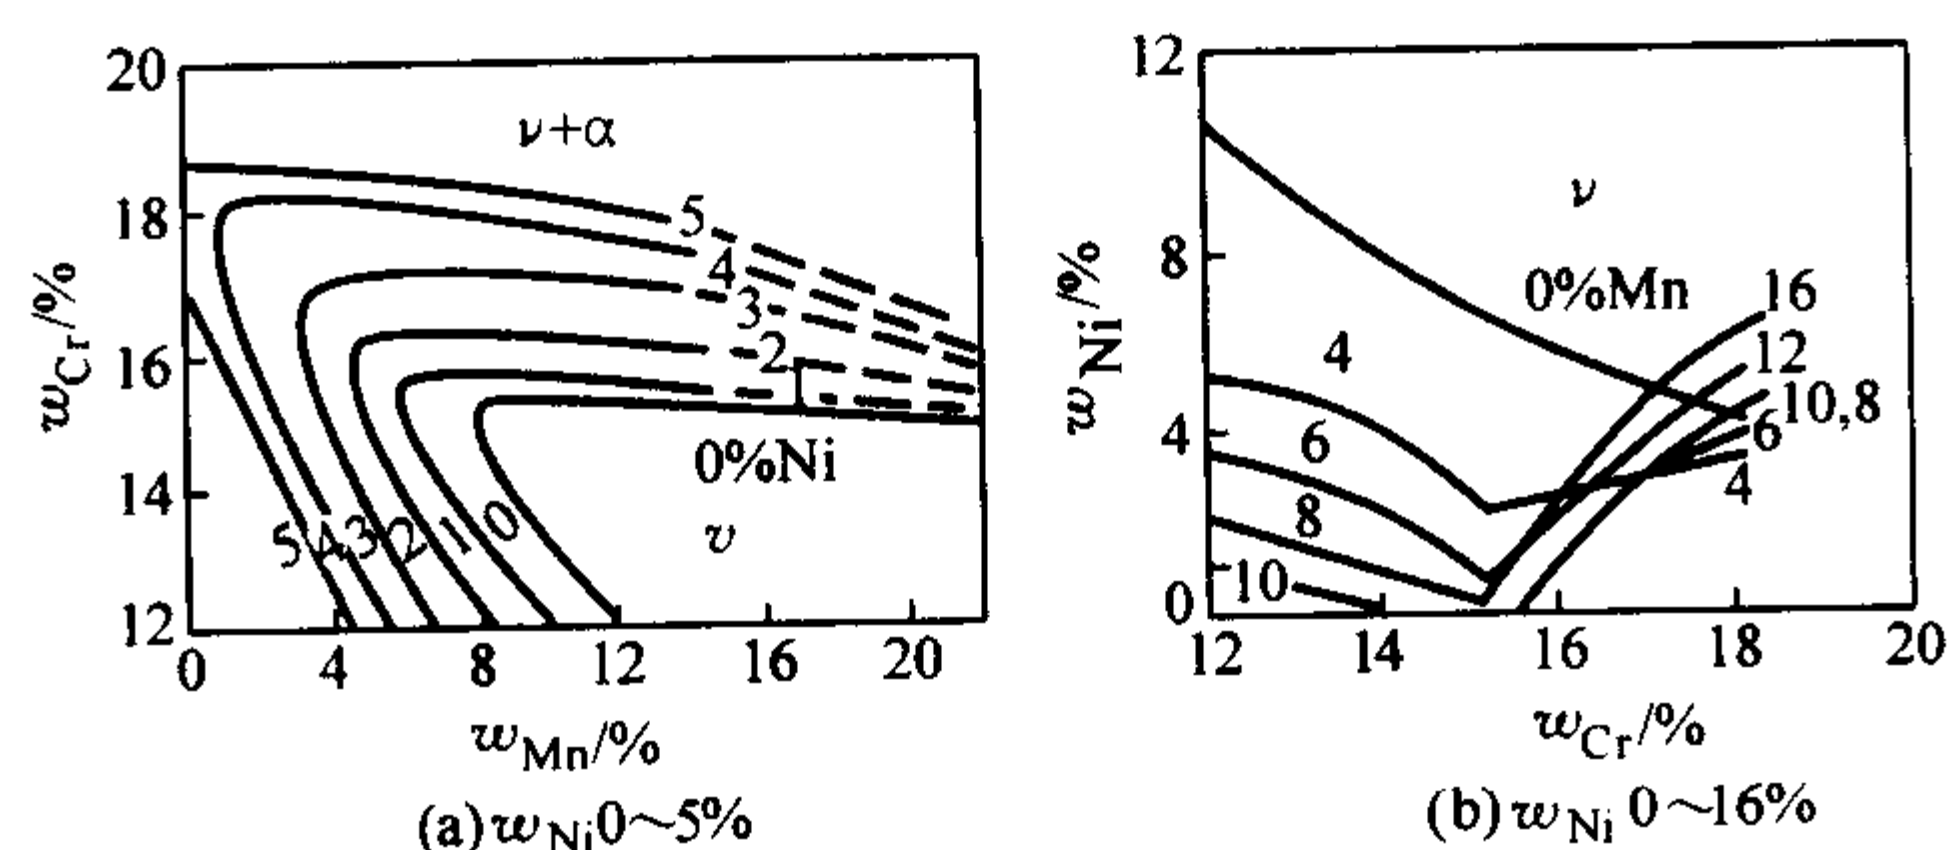 20
18
16
14
12
w_Cr/%
ν+α
5
4
3
2
0%Ni
υ
5 4 3 2 1 0
0 4 8 12 16 20
w_Mn/%
(a) w_Ni 0~5%
12
8
4
0
w_Ni/%
ν
0%Mn
16
12
10,8
6
4
4
6
8
10
12 14 16 18 20
w_Cr/%
(b) w_Ni 0~16%